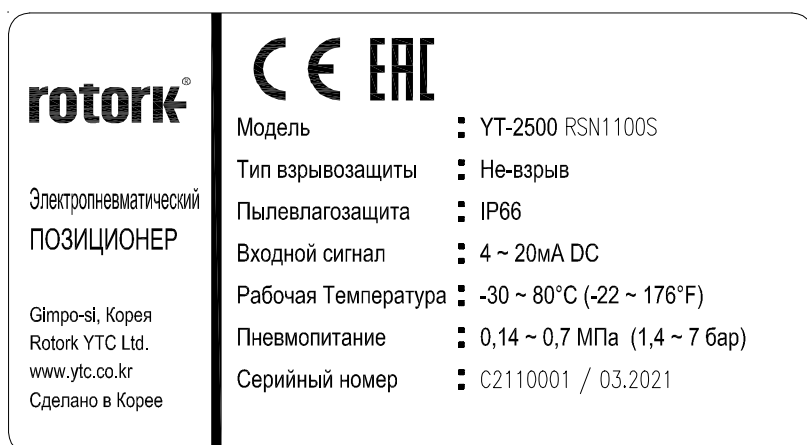 rotork®
Электропневматический
ПОЗИЦИОНЕР
Gimpo-si, Корея
Rotork YTC Ltd.
www.ytc.co.kr
Сделано в Корее
CE EAC
Модель : YT-2500 RSN1100S
Тип взрывозащиты : Не-взрыв
Пылевлагозащита : IP66
Входной сигнал : 4 ~ 20мА DC
Рабочая Температура : -30 ~ 80°C (-22 ~ 176°F)
Пневмопитание : 0,14 ~ 0,7 МПа (1,4 ~ 7 бар)
Серийный номер : C2110001 / 03.2021